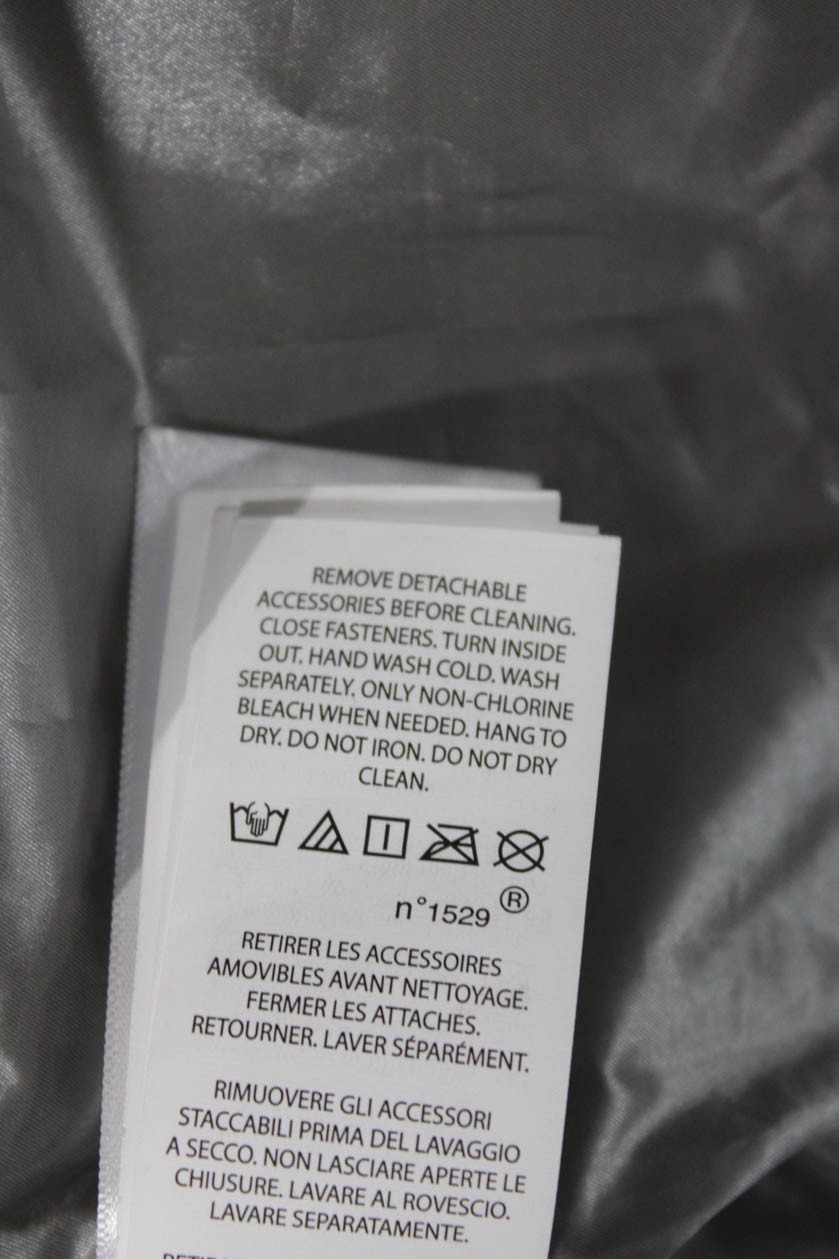 REMOVE DETACHABLE
ACCESSORIES BEFORE CLEANING.
CLOSE FASTENERS. TURN INSIDE
OUT. HAND WASH COLD. WASH
SEPARATELY. ONLY NON-CHLORINE
BLEACH WHEN NEEDED. HANG TO
DRY. DO NOT IRON. DO NOT DRY
CLEAN.
n°1529 ®
RETIRER LES ACCESSOIRES
AMOVIBLES AVANT NETTOYAGE.
FERMER LES ATTACHES.
RETOURNER. LAVER SÉPARÉMENT.
RIMUOVERE GLI ACCESSORI
STACCABILI PRIMA DEL LAVAGGIO
A SECCO. NON LASCIARE APERTE LE
CHIUSURE. LAVARE AL ROVESCIO.
LAVARE SEPARATAMENTE.